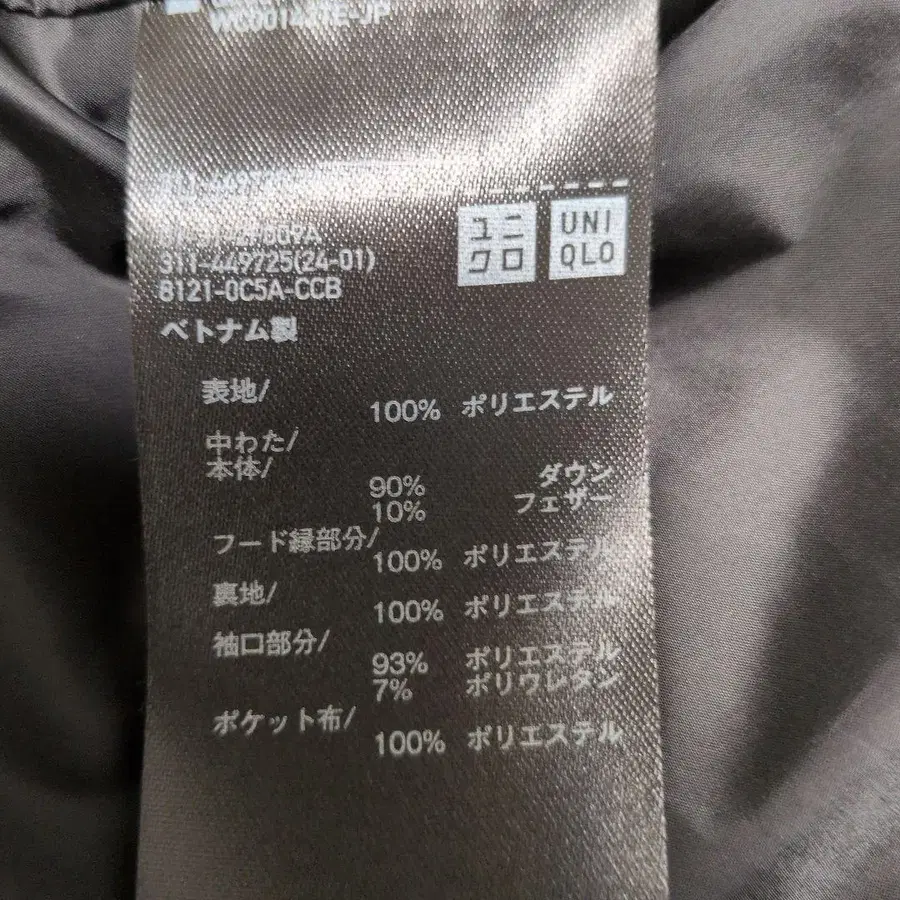 ユニクロ
UNIQLO
311-449725(24-01)
8121-0C5A-CCB
ベトナム製
表地/
100% ポリエステル
中わた/
本体/
90% ダウン
10% フェザー
フード縁部分/
100% ポリエステル
裏地/
100% ポリエステル
袖口部分/
93% ポリエステル
7% ポリウレタン
ポケット布/
100% ポリエステル